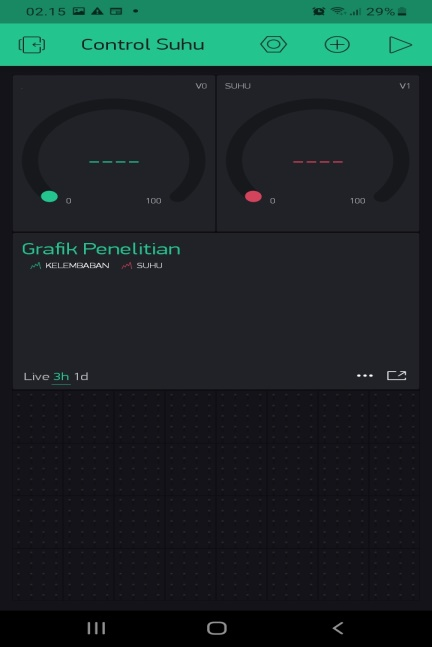 02.15 29%
Control Suhu
V0 SUHU V1
---- ----
0 100 0 100
Grafik Penelitian
KELEMBABAN SUHU
Live 3h 1d